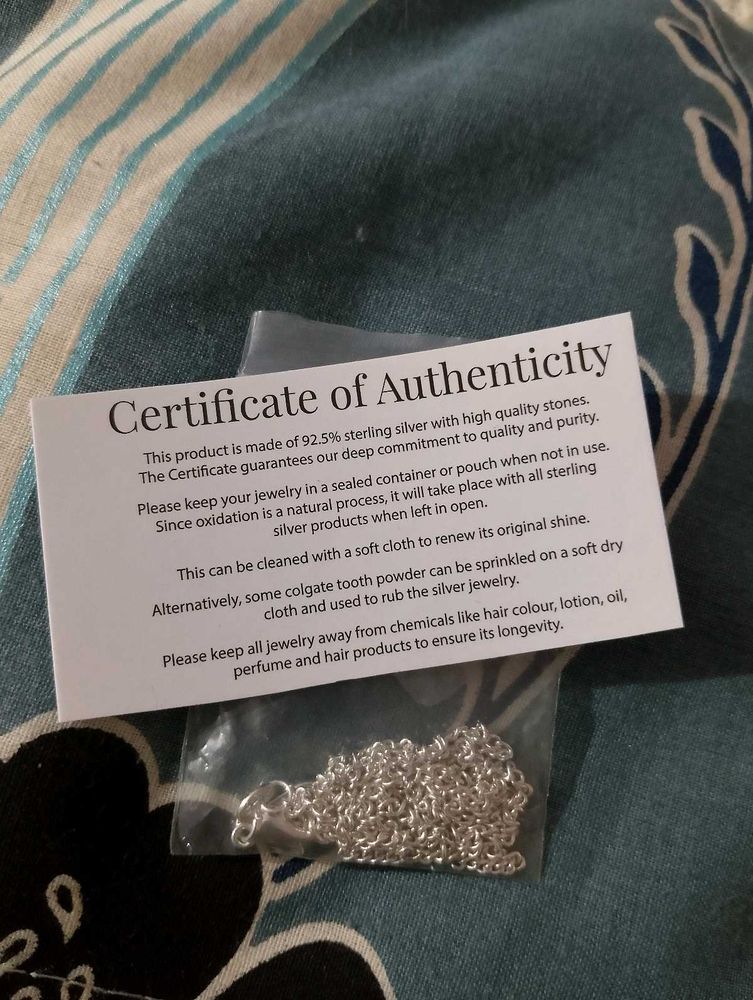 Certificate of Authenticity
This product is made of 92.5% sterling silver with high quality stones.
The Certificate guarantees our deep commitment to quality and purity.
Please keep your jewelry in a sealed container or pouch when not in use.
Since oxidation is a natural process, it will take place with all sterling
silver products when left in open.
This can be cleaned with a soft cloth to renew its original shine.
Alternatively, some colgate tooth powder can be sprinkled on a soft dry
cloth and used to rub the silver jewelry.
Please keep all jewelry away from chemicals like hair colour, lotion, oil,
perfume and hair products to ensure its longevity.